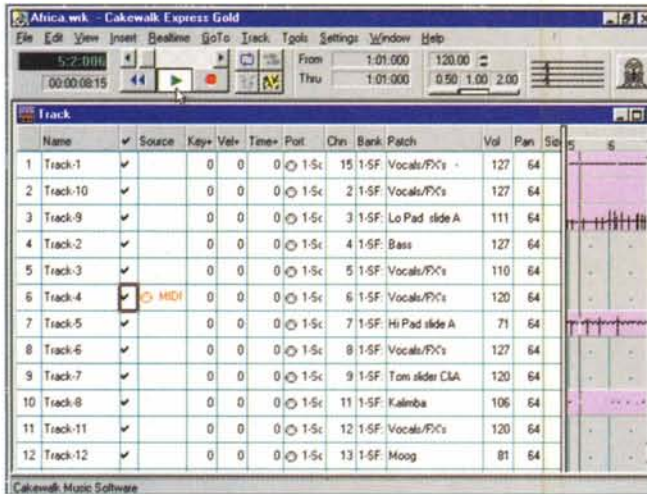 Africa.wrk - Cakewalk Express Gold
File Edit View Insert Realtime GoTo Track Tools Settings Window Help
5:2:006 From 1:01:000 120.00
00:00:08:15 Thru 1:01:000 0.50 1.00 2.00
Track
Name Source Key+ Vel+ Time+ Port Chn Bank Patch Vol Pan Size 5 6
1 Track-1 0 0 0 1-Sc 15 1-SF: Vocals/FX's 127 64
2 Track-10 0 0 0 1-Sc 2 1-SF: Vocals/FX's 127 64
3 Track-9 0 0 0 1-Sc 3 1-SF: Lo Pad slide A 111 64
4 Track-2 0 0 0 1-Sc 4 1-SF: Bass 127 64
5 Track-3 0 0 0 1-Sc 5 1-SF: Vocals/FX's 110 64
6 Track-4 MIDI 0 0 0 1-Sc 6 1-SF: Vocals/FX's 120 64
7 Track-5 0 0 0 1-Sc 7 1-SF: Hi Pad slide A 71 64
8 Track-6 0 0 0 1-Sc 8 1-SF: Vocals/FX's 127 64
9 Track-7 0 0 0 1-Sc 9 1-SF: Tom slider C&A 120 64
10 Track-8 0 0 0 1-Sc 11 1-SF: Kalimba 106 64
11 Track-11 0 0 0 1-Sc 12 1-SF: Vocals/FX's 120 64
12 Track-12 0 0 0 1-Sc 13 1-SF: Moog 81 64
Cakewalk Music Software